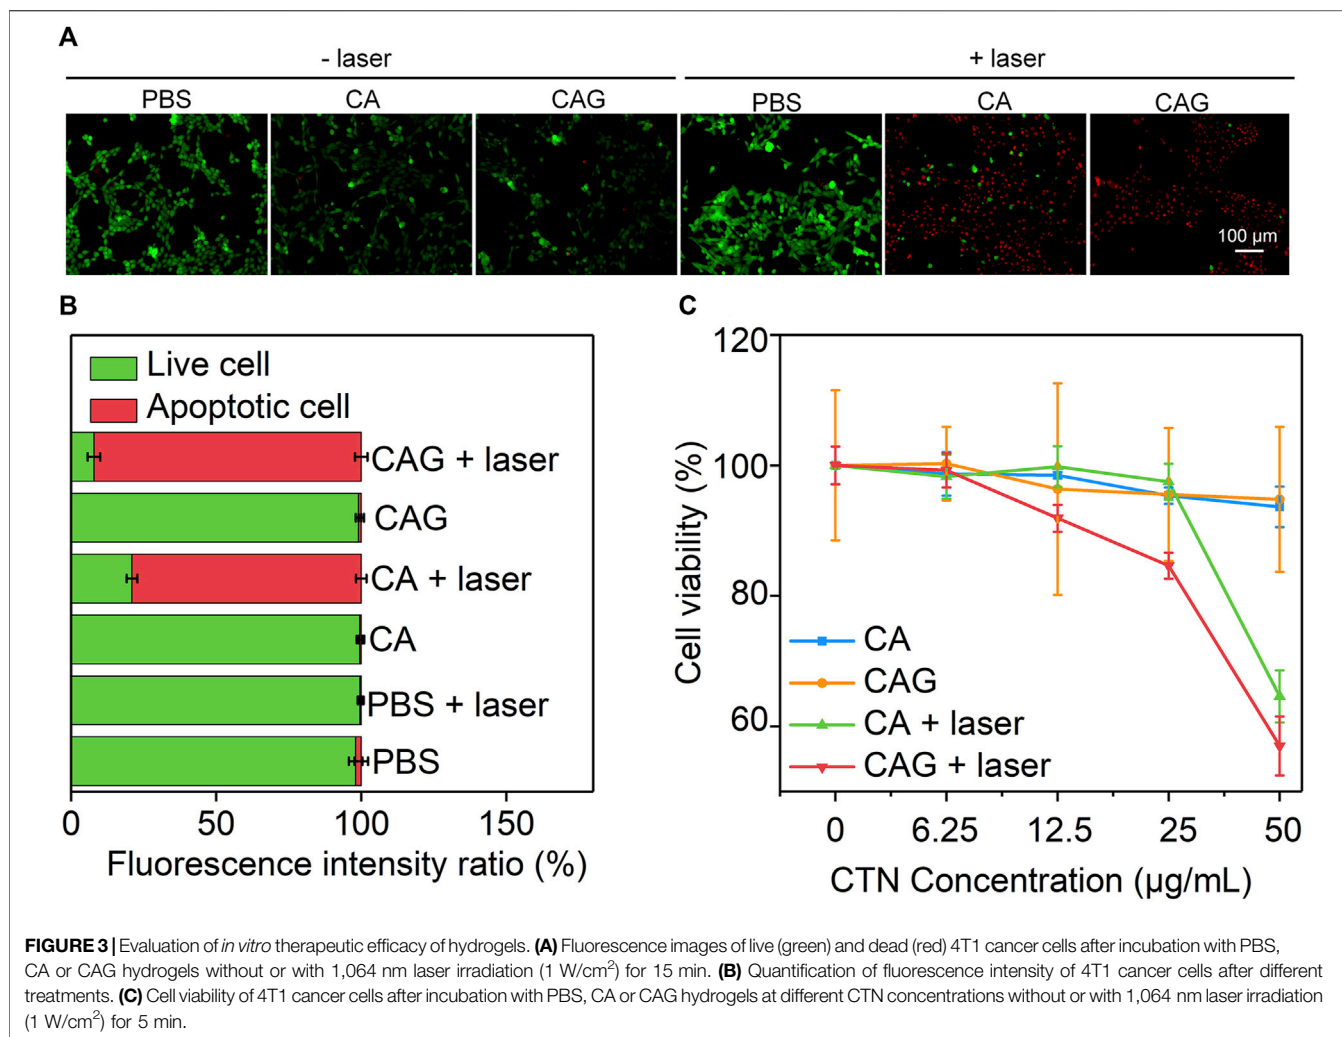 A
- laser
+ laser
PBS
CA
CAG
PBS
CA
CAG
100 µm
B
Live cell
Apoptotic cell
CAG + laser
CAG
CA + laser
CA
PBS + laser
PBS
0
50
100
150
Fluorescence intensity ratio (%)
C
120
100
80
60
Cell viability (%)
CA
CAG
CA + laser
CAG + laser
0
6.25
12.5
25
50
CTN Concentration (µg/mL)
FIGURE 3 | Evaluation of in vitro therapeutic efficacy of hydrogels. (A) Fluorescence images of live (green) and dead (red) 4T1 cancer cells after incubation with PBS,
CA or CAG hydrogels without or with 1,064 nm laser irradiation (1 W/cm²) for 15 min. (B) Quantification of fluorescence intensity of 4T1 cancer cells after different
treatments. (C) Cell viability of 4T1 cancer cells after incubation with PBS, CA or CAG hydrogels at different CTN concentrations without or with 1,064 nm laser irradiation
(1 W/cm²) for 5 min.